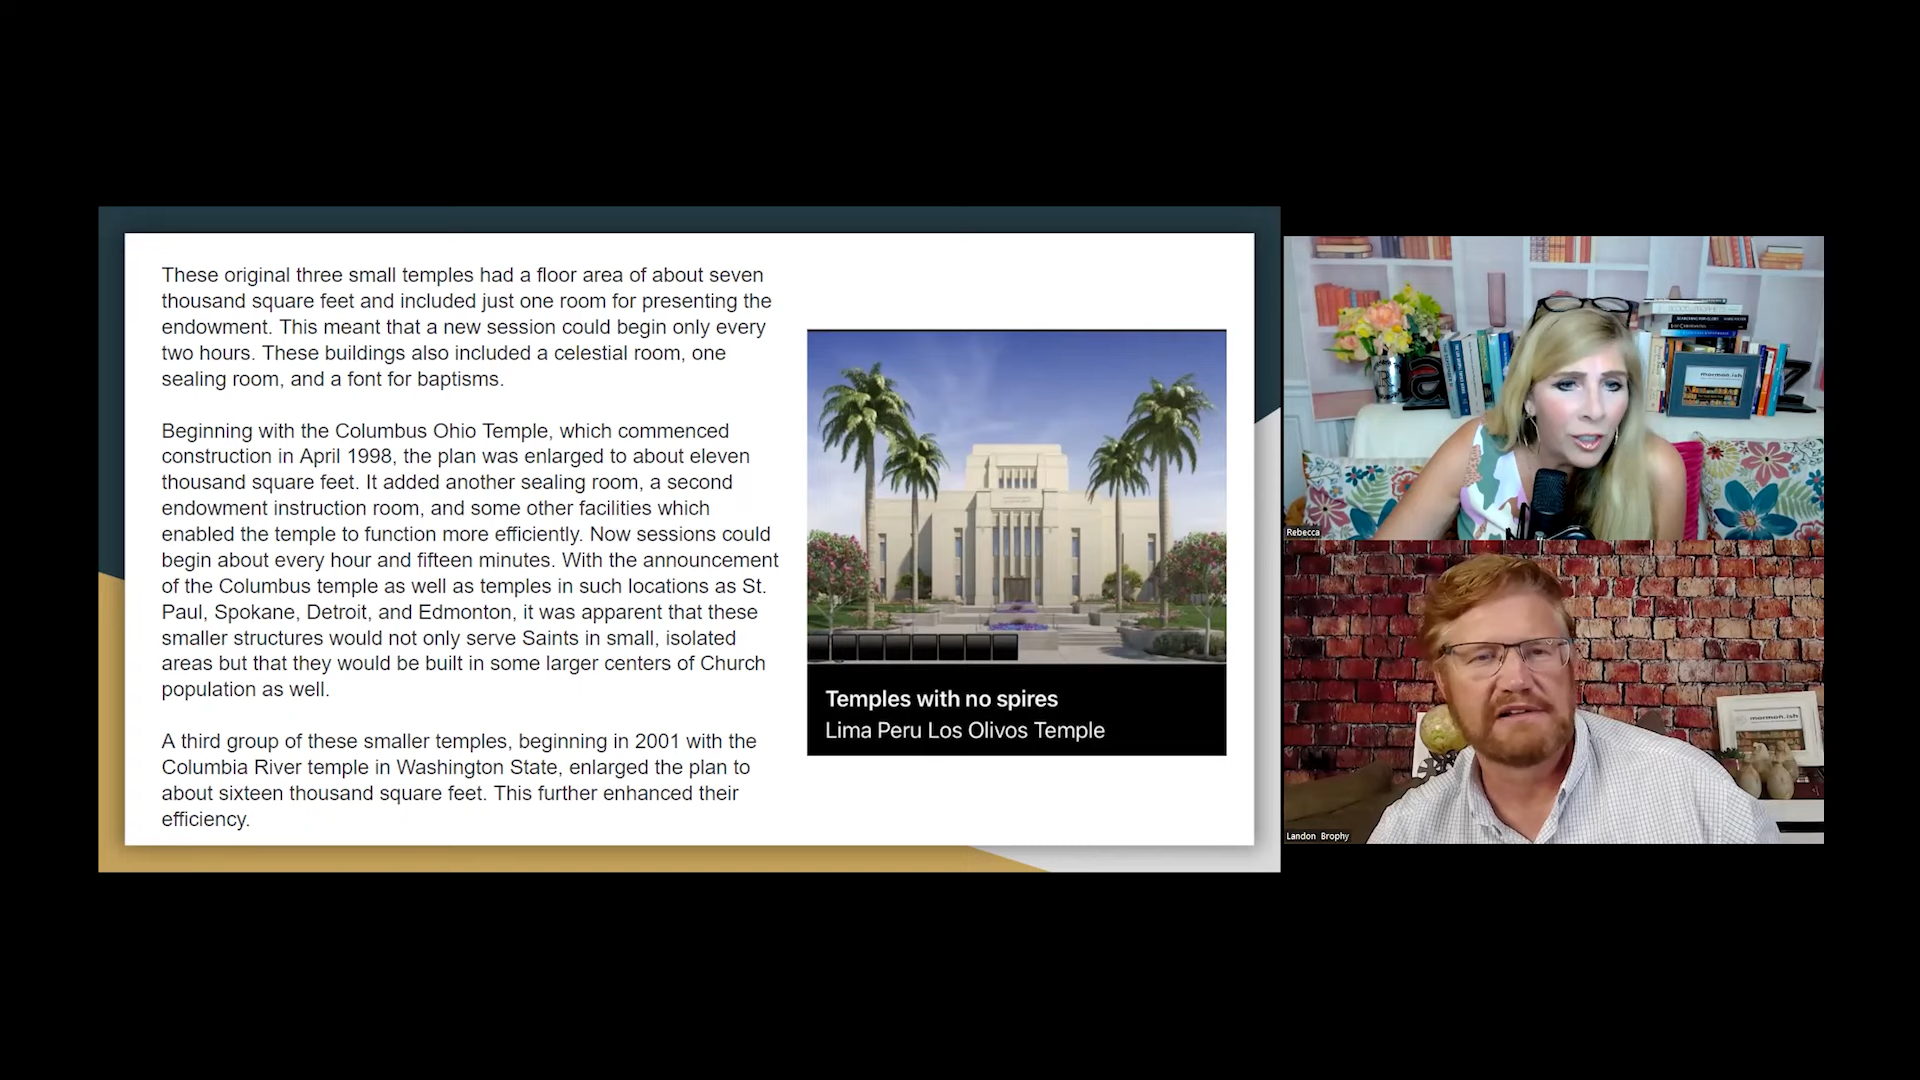 These original three small temples had a floor area of about seven
thousand square feet and included just one room for presenting the
endowment. This meant that a new session could begin only every
two hours. These buildings also included a celestial room, one
sealing room, and a font for baptisms.
Beginning with the Columbus Ohio Temple, which commenced
construction in April 1998, the plan was enlarged to about eleven
thousand square feet. It added another sealing room, a second
endowment instruction room, and some other facilities which
enabled the temple to function more efficiently. Now sessions could
begin about every hour and fifteen minutes. With the announcement
of the Columbus temple as well as temples in such locations as St.
Paul, Spokane, Detroit, and Edmonton, it was apparent that these
smaller structures would not only serve Saints in small, isolated
areas but that they would be built in some larger centers of Church
population as well.
A third group of these smaller temples, beginning in 2001 with the
Columbia River temple in Washington State, enlarged the plan to
about sixteen thousand square feet. This further enhanced their
efficiency.
Temples with no spires
Lima Peru Los Olivos Temple
mormon.ish
Rebecca
mormon.ish
Landon Brophy